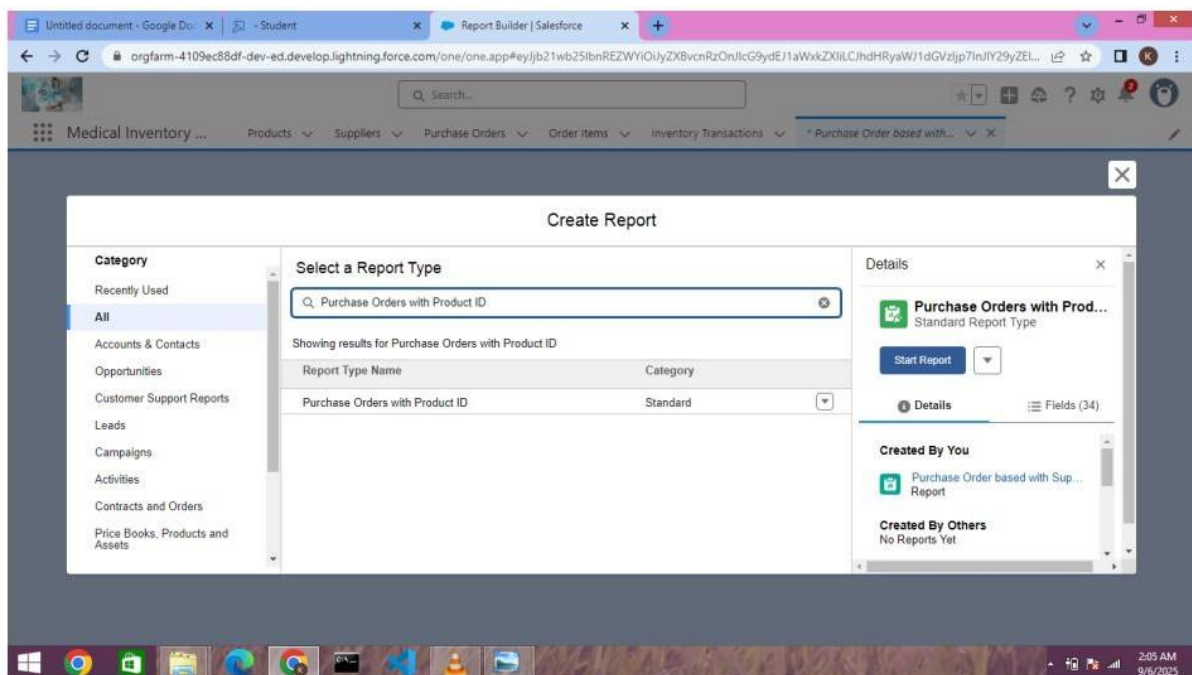 Untitled document - Google Doc
- Student
Report Builder | Salesforce
orgfarm-4109ec88df-dev-ed.develop.lightning.force.com/one/one.app#
K
Search...
2
Medical Inventory ...
Products
Suppliers
Purchase Orders
Order Items
Inventory Transactions
* Purchase Order based with...
Create Report
Category
Recently Used
All
Accounts & Contacts
Opportunities
Customer Support Reports
Leads
Campaigns
Activities
Contracts and Orders
Price Books, Products and
Assets
Select a Report Type
Purchase Orders with Product ID
Showing results for Purchase Orders with Product ID
Report Type Name
Category
Purchase Orders with Product ID
Standard
Details
Purchase Orders with Prod...
Standard Report Type
Start Report
Details
Fields (34)
Created By You
Purchase Order based with Sup...
Report
Created By Others
No Reports Yet
2:05 AM
9/6/2025